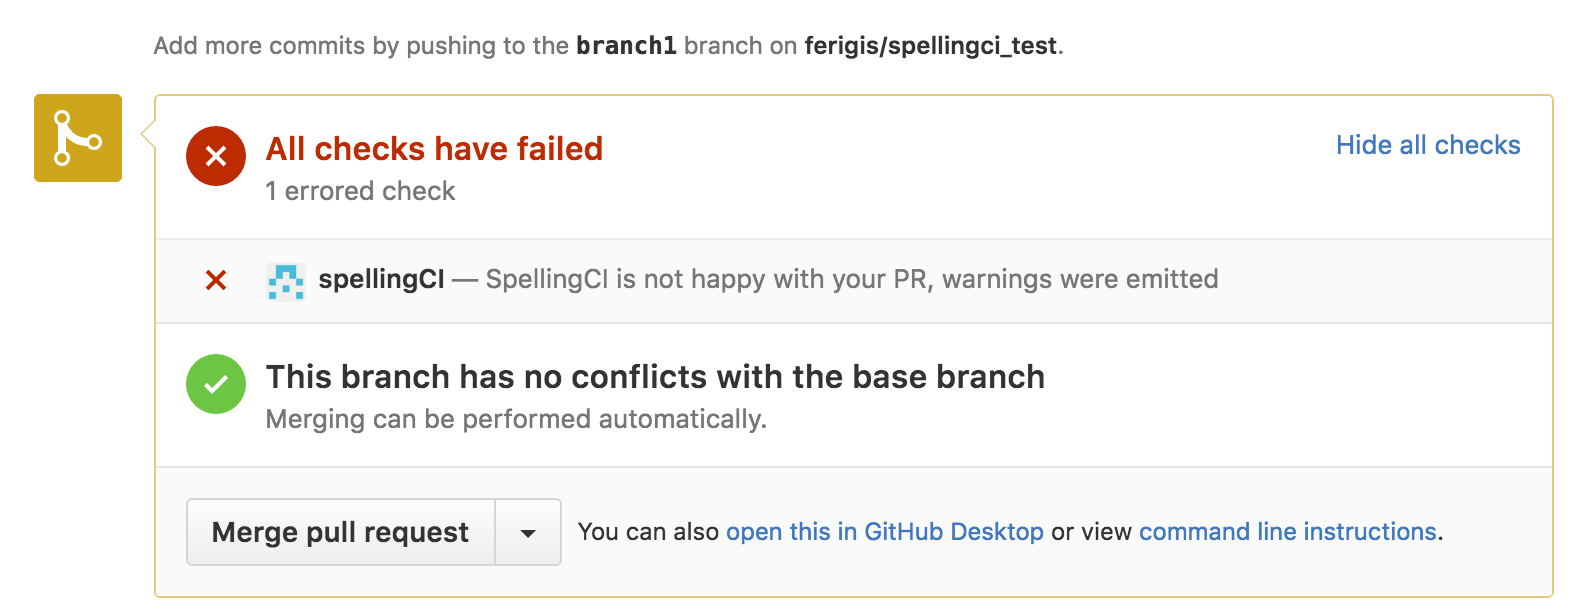 Add more commits by pushing to the branch1 branch on ferigis/spellingci_test.
All checks have failed
Hide all checks
1 errored check
spellingCI — SpellingCI is not happy with your PR, warnings were emitted
This branch has no conflicts with the base branch
Merging can be performed automatically.
Merge pull request
You can also open this in GitHub Desktop or view command line instructions.